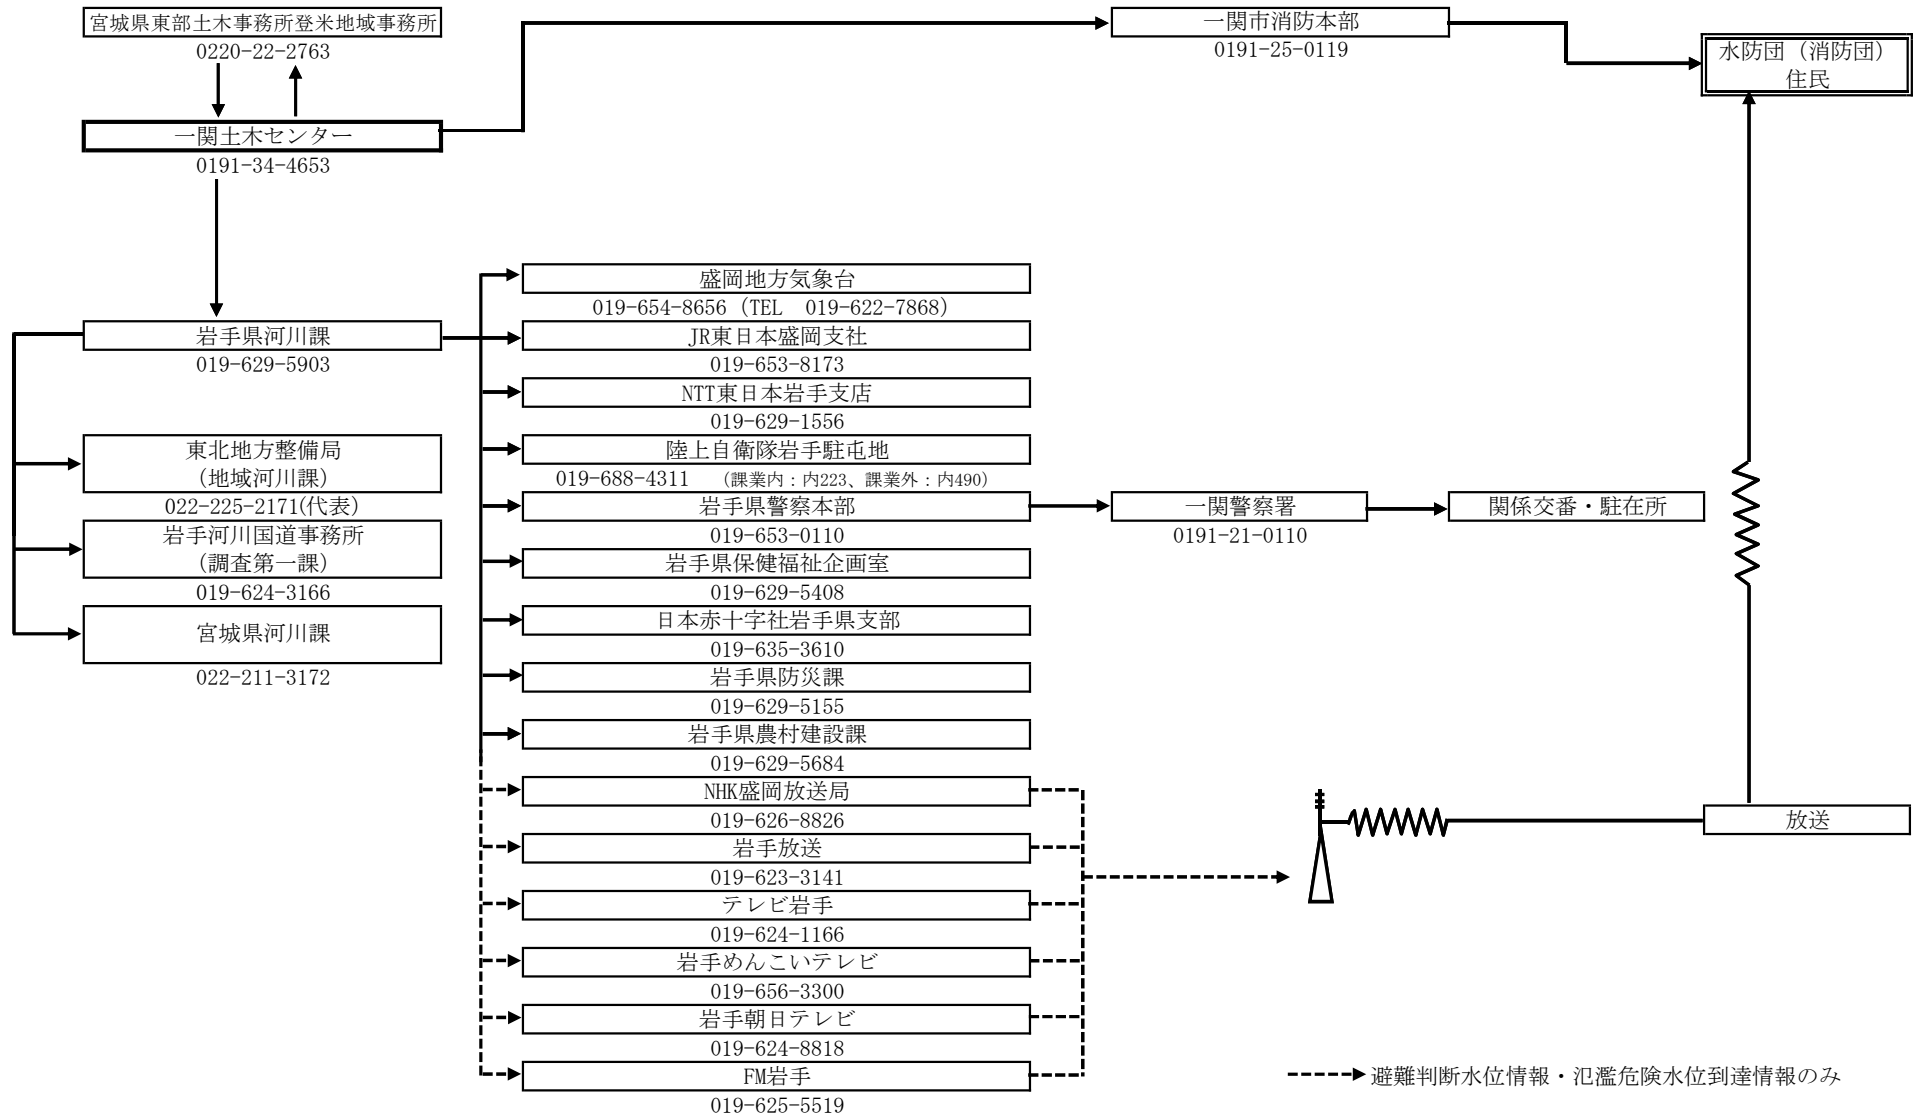 宮城県東部土木事務所登米地域事務所
0220-22-2763
一関土木センター
0191-34-4653
一関市消防本部
0191-25-0119
水防団（消防団）
住民
岩手県河川課
019-629-5903
東北地方整備局
（地域河川課）
022-225-2171(代表)
岩手河川国道事務所
（調査第一課）
019-624-3166
宮城県河川課
022-211-3172
盛岡地方気象台
019-654-8656（TEL　019-622-7868）
JR東日本盛岡支社
019-653-8173
NTT東日本岩手支店
019-629-1556
陸上自衛隊岩手駐屯地
019-688-4311　（課業内：内223、課業外：内490）
岩手県警察本部
019-653-0110
一関警察署
0191-21-0110
関係交番・駐在所
岩手県保健福祉企画室
019-629-5408
日本赤十字社岩手県支部
019-635-3610
岩手県防災課
019-629-5155
岩手県農村建設課
019-629-5684
NHK盛岡放送局
019-626-8826
岩手放送
019-623-3141
テレビ岩手
019-624-1166
岩手めんこいテレビ
019-656-3300
岩手朝日テレビ
019-624-8818
FM岩手
019-625-5519
放送
避難判断水位情報・氾濫危険水位到達情報のみ